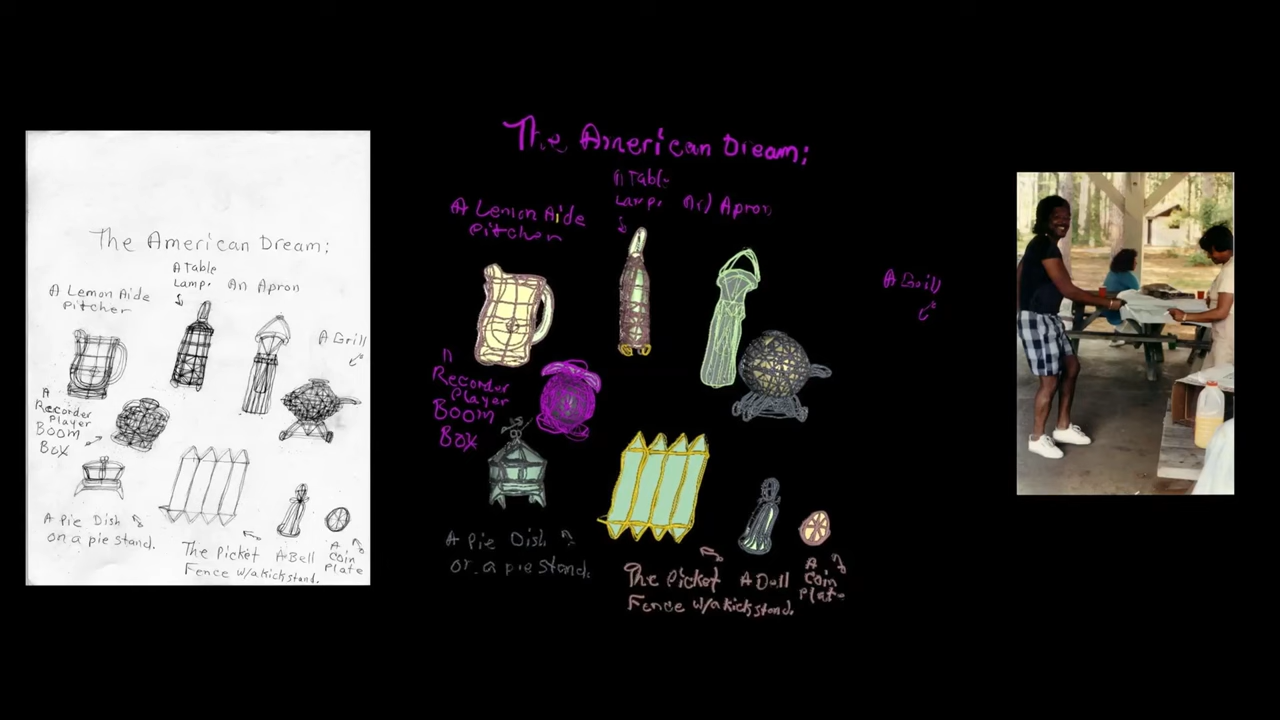 The American Dream:
A Table
Lamp.
An Apron
A Lemon Aide
Pitcher
A Grill
A
Recorder
Player
Boom
Box
A Pie Dish
on a pie stand.
The Picket
Fence w/a kickstand.
A Bell
A
Coin
Plate
The American Dream:
A Table
Lamp.
An Apron
A Lemon Aide
Pitcher
A Grill
A
Recorder
Player
Boom
Box
A Pie Dish
on a pie stand.
The Picket
Fence w/a kickstand.
A
Coin
Plate